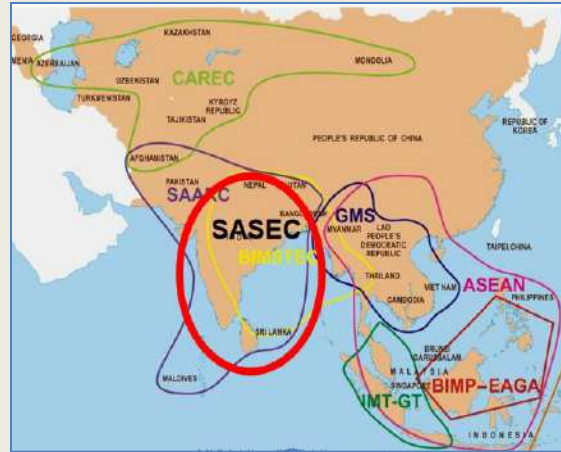 KAZAKHSTAN
GEORGIA
MENIA
AZERBAIJAN
MONGOLIA
CAREC
UZBEKISTAN
TURKMENISTAN
KYRGYZ
REPUBLIC
TAJIKISTAN
REPUBLIC OF
KOREA
PEOPLE'S REPUBLIC OF CHINA
AFGHANISTAN
PAKISTAN
SAARC
NEPAL
BANGL
GMS
SASEC
MYANMAR
LAO
PEOPLE'S
DEMOCRATIC
REPUBLIC
TAIPEI,CHINA
BIMSTEC
THAILAND
VIET NAM
ASEAN
CAMBODIA
PHILIPPINES
SRI LANKA
BRUNEI
DARUSSALAM
MALAYSIA
MALDIVES
SINGAPORE
BIMP-EAGA
IMT-GT
INDONESIA